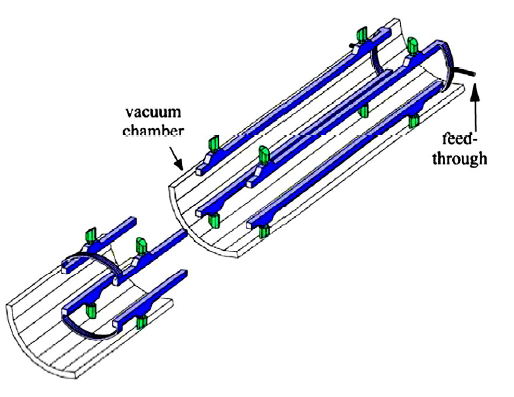 vacuum
chamber
feed-
through